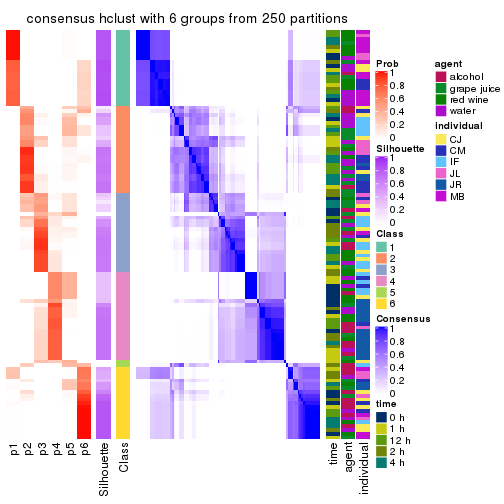 consensus hclust with 6 groups from 250 partitions
Prob
1
0.8
0.6
0.4
0.2
0
Silhouette
1
0.8
0.6
0.4
0.2
0
Class
1
2
3
4
5
6
Consensus
1
0.8
0.6
0.4
0.2
0
time
0 h
1 h
12 h
2 h
4 h
agent
alcohol
grape juice
red wine
water
individual
CJ
CM
IF
JL
JR
MB
p1
p2
p3
p4
p5
p6
Silhouette
Class
time
agent
individual